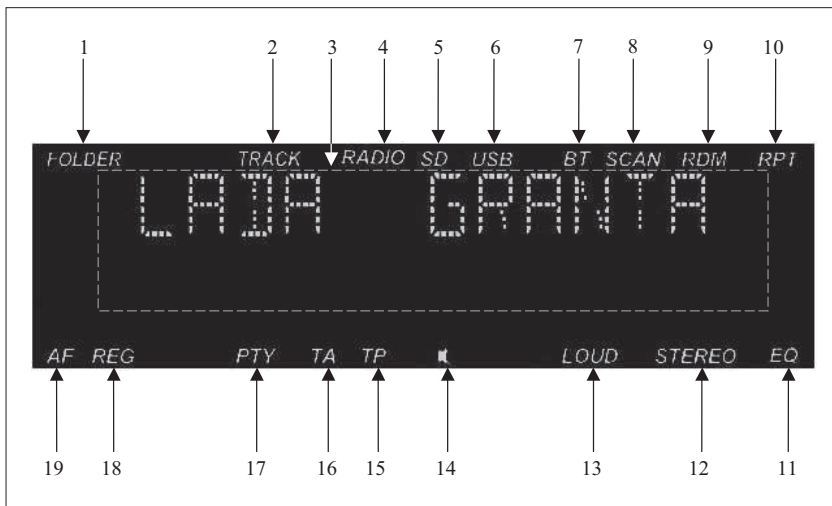 1 2 3 4 5 6 7 8 9 10
FOLDER TRACK RADIO SD USB BT SCAN RDM RPT
LADA GRANTA
AF REG PTY TA TP LOUD STEREO EQ
19 18 17 16 15 14 13 12 11